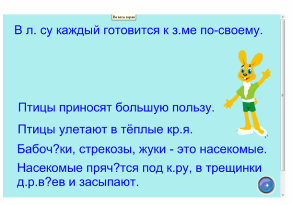 Во весь экран
В л. су каждый готовится к з.ме по-своему.
Птицы приносят большую пользу.
Птицы улетают в тёплые кр.я.
Бабоч?ки, стрекозы, жуки - это насекомые.
Насекомые пряч?тся под к.ру, в трещинки
д.р.в?ев и засыпают.